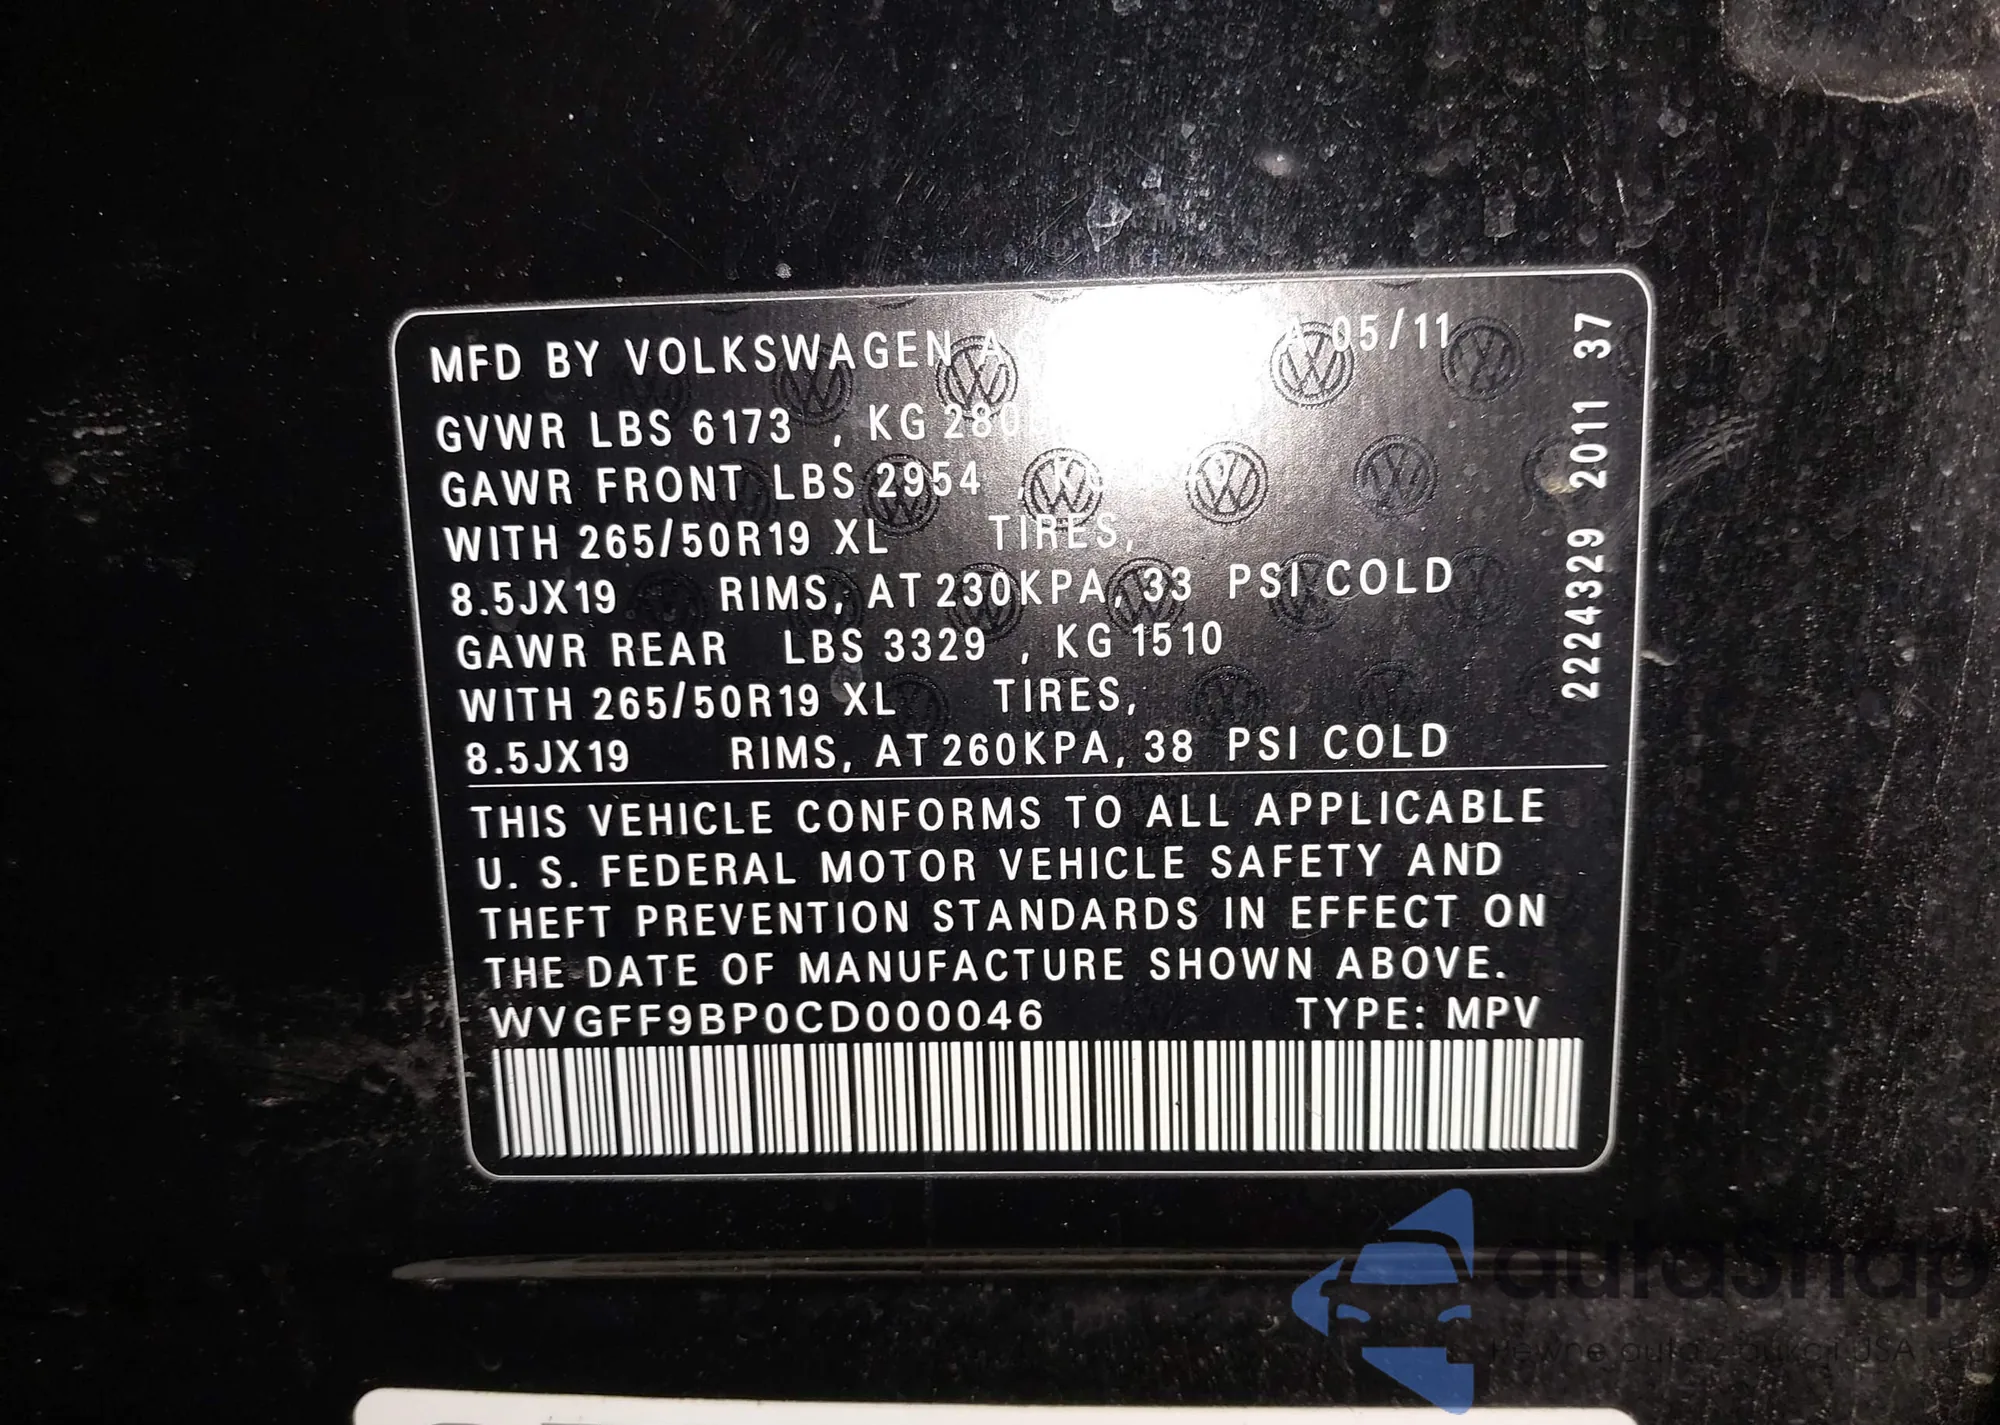 MFD BY VOLKSWAGEN 05/11
GVWR LBS 6173 , KG
GAWR FRONT LBS 2954 ,
WITH 265/50R19 XL TIRES,
8.5JX19 RIMS, AT 230KPA, 33 PSI COLD
GAWR REAR LBS 3329 , KG 1510
WITH 265/50R19 XL TIRES,
8.5JX19 RIMS, AT 260KPA, 38 PSI COLD
THIS VEHICLE CONFORMS TO ALL APPLICABLE
U. S. FEDERAL MOTOR VEHICLE SAFETY AND
THEFT PREVENTION STANDARDS IN EFFECT ON
THE DATE OF MANUFACTURE SHOWN ABOVE.
WVGFF9BP0CD000046 TYPE: MPV
2224329 2011 37
autaSnap